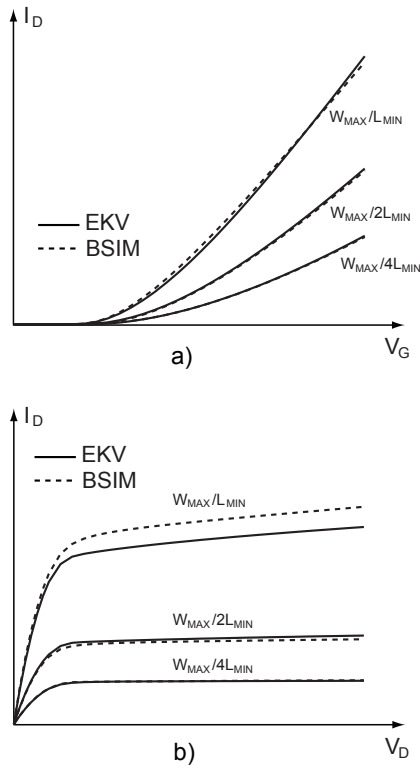 I_D
W_MAX/L_MIN
EKV
BSIM
W_MAX/2L_MIN
W_MAX/4L_MIN
V_G
a)
I_D
EKV
BSIM
W_MAX/L_MIN
W_MAX/2L_MIN
W_MAX/4L_MIN
V_D
b)